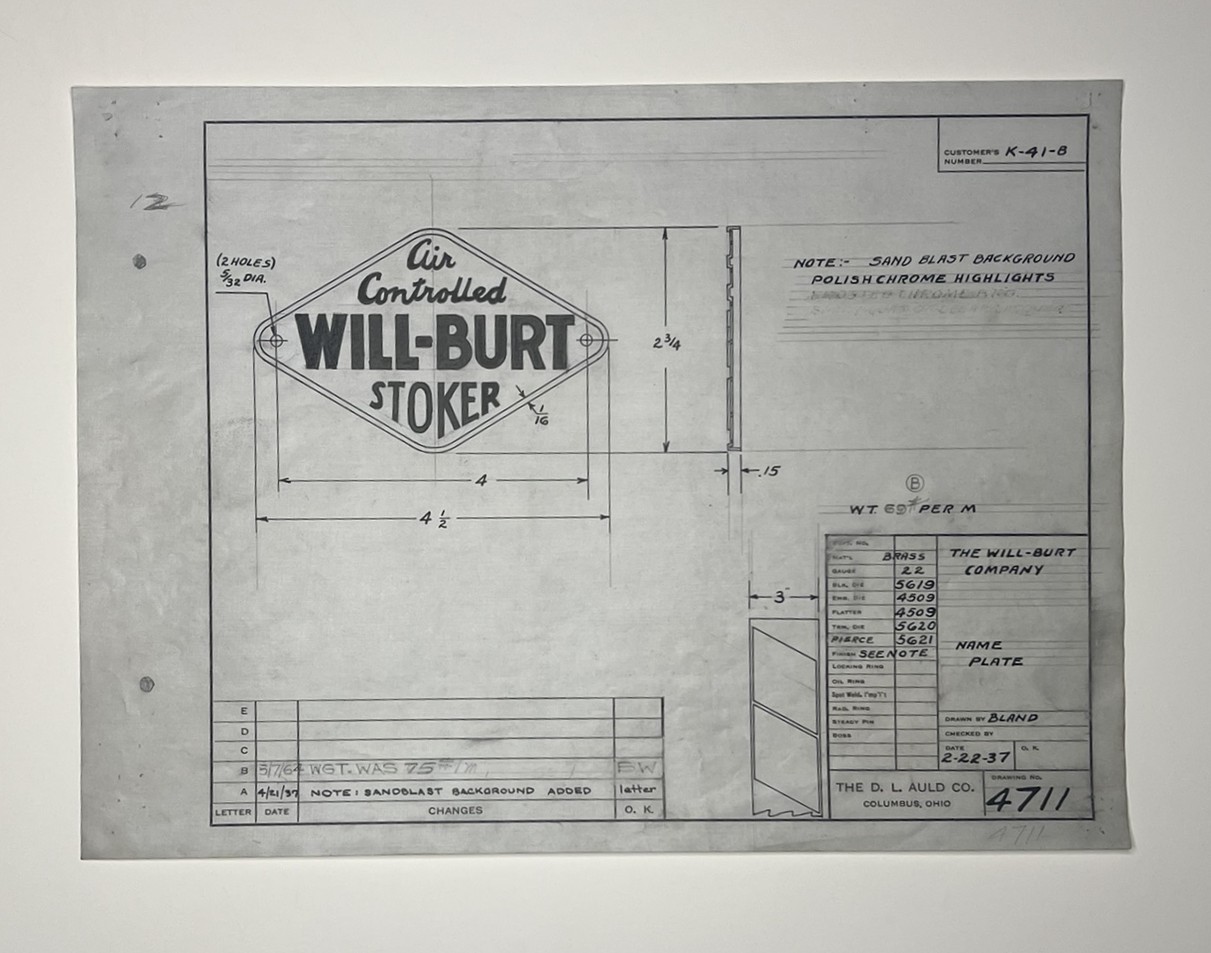 CUSTOMER'S NUMBER K-41-B
12
(2 HOLES)
5/32 DIA.
Air
Controlled
WILL-BURT
STOKER
1/16
2 3/4
4
4 1/2
.15
NOTE:- SAND BLAST BACKGROUND
POLISH CHROME HIGHLIGHTS
B
WT. 69# PER M
3"
MAT'L BRASS
GAUGE 22
BLK. DIE 5619
EMB. DIE 4509
FLATTER 4509
TRM. DIE 5620
PIERCE 5621
FINISH SEE NOTE
LOCKING RING
OIL RING
Spot Weld. Emp'l't
RAD. RING
STEADY PIN
BOSS
THE WILL-BURT
COMPANY
NAME
PLATE
DRAWN BY BLAND
CHECKED BY
DATE 2-22-37 O. K.
THE D. L. AULD CO.
COLUMBUS, OHIO
DRAWING NO.
4711
4711
E
D
C
B 5/7/64 WGT. WAS 75#/M BW
A 4/21/37 NOTE: SANDBLAST BACKGROUND ADDED letter
LETTER DATE CHANGES O. K.